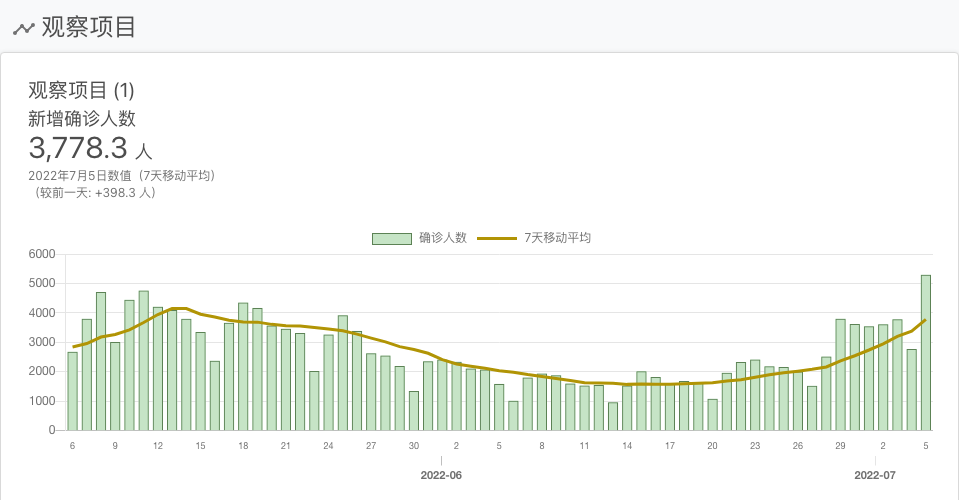 观察项目
观察项目 (1)
新增确诊人数
3,778.3 人
2022年7月5日数值（7天移动平均）
（较前一天: +398.3 人）
确诊人数 7天移动平均
6000
5000
4000
3000
2000
1000
0
6 9 12 15 18 21 24 27 30 2 5 8 11 14 17 20 23 26 29 2 5
2022-06 2022-07